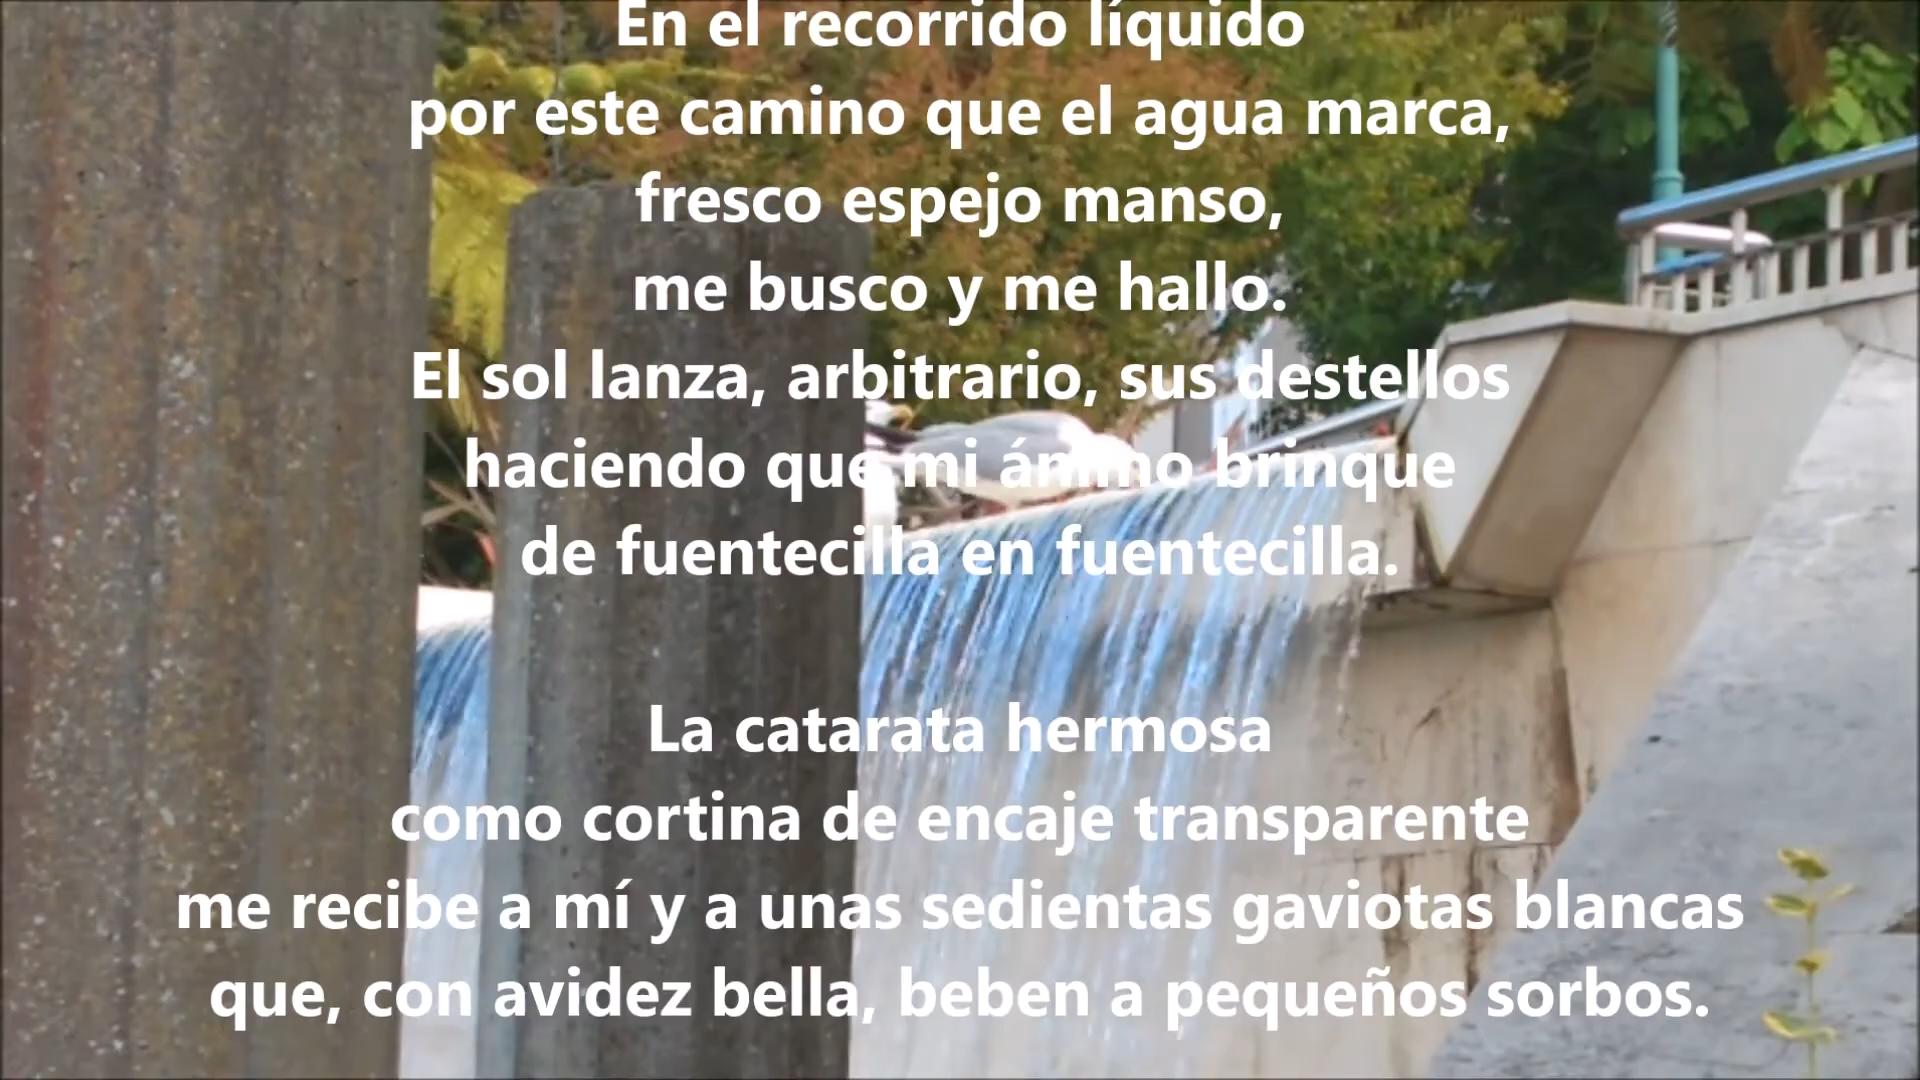 En el recorrido líquido
por este camino que el agua marca,
fresco espejo manso,
me busco y me hallo.
El sol lanza, arbitrario, sus destellos
haciendo que mi ánimo brinque
de fuentecilla en fuentecilla.
La catarata hermosa
como cortina de encaje transparente
me recibe a mí y a unas sedientas gaviotas blancas
que, con avidez bella, beben a pequeños sorbos.